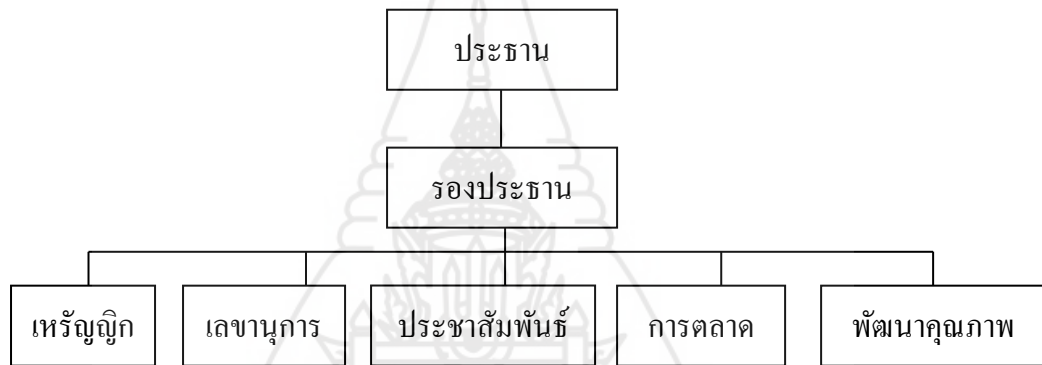 ประธาน
รองประธาน
เหรัญญิก
เลขานุการ
ประชาสัมพันธ์
การตลาด
พัฒนาคุณภาพ